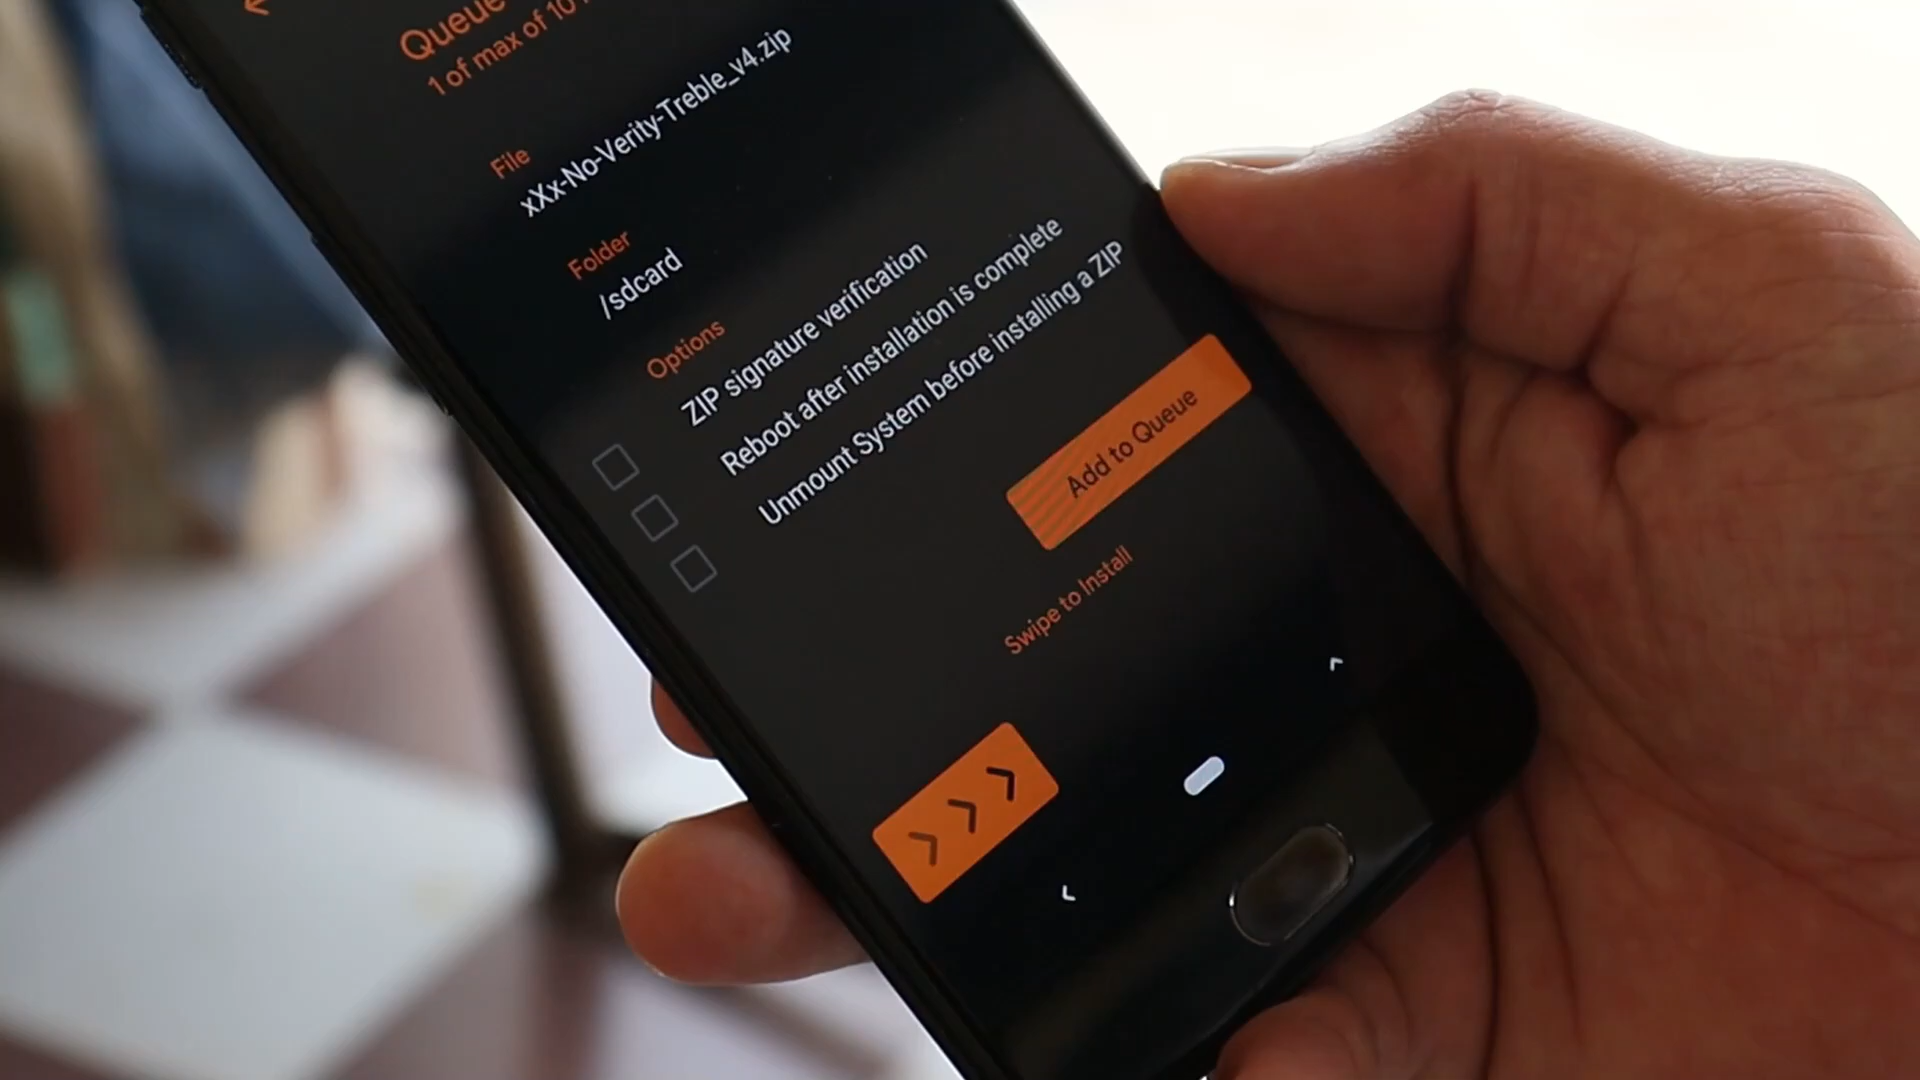 Queue
1 of max of 10
File
xXx-No-Verity-Treble_v4.zip
Folder
/sdcard
Options
ZIP signature verification
Reboot after installation is complete
Unmount System before installing a ZIP
Add to Queue
Swipe to Install